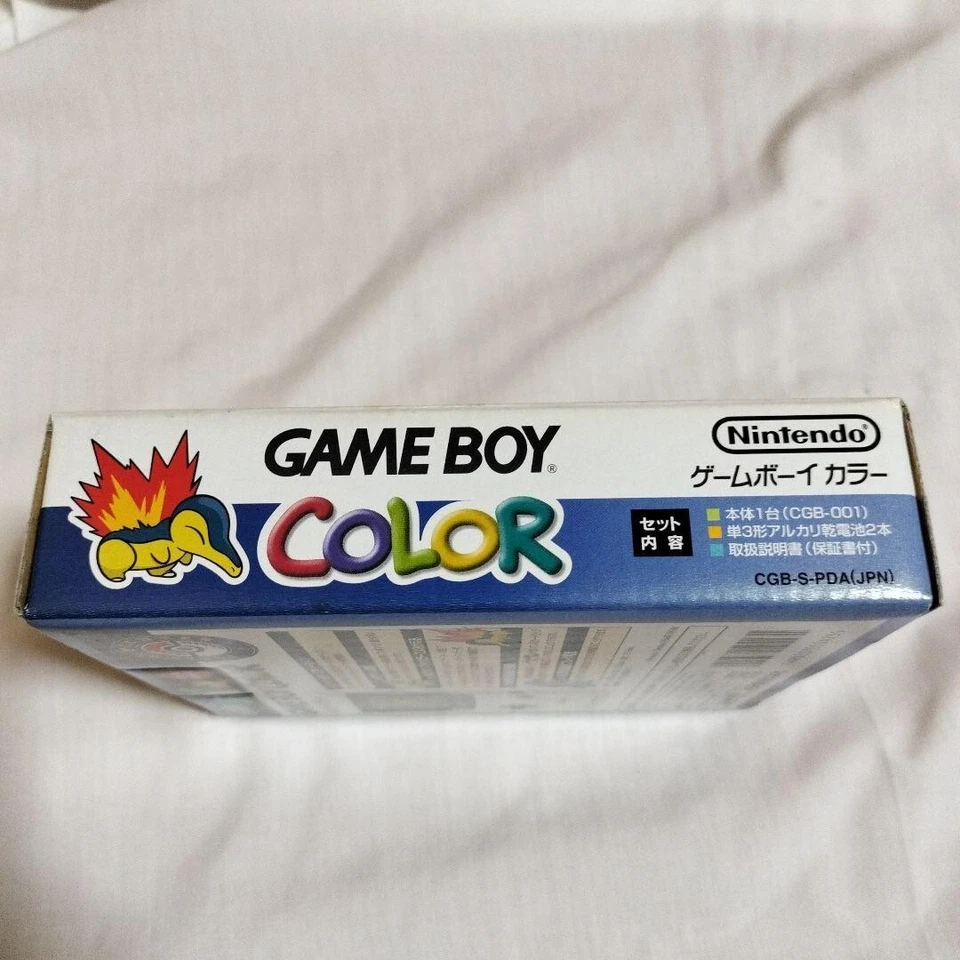 GAME BOY®
COLOR
Nintendo®
ゲームボーイ カラー
セット
内容
本体1台(CGB-001)
単3形アルカリ乾電池2本
取扱説明書(保証書付)
CGB-S-PDA(JPN)